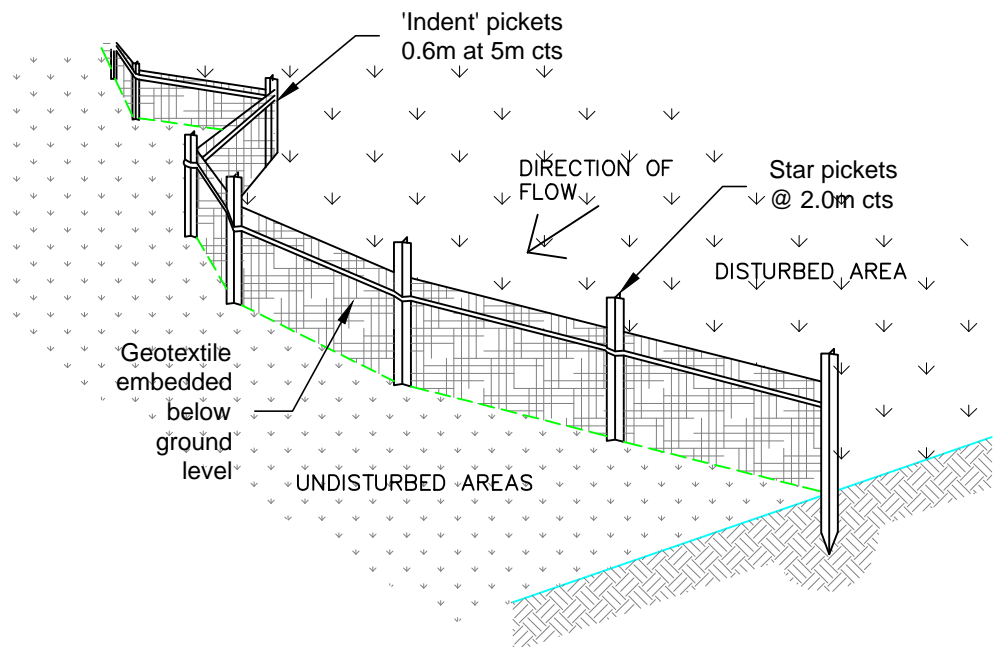 'Indent' pickets
0.6m at 5m cts
DIRECTION OF
FLOW
Star pickets
@ 2.0m cts
DISTURBED AREA
Geotextile
embedded
below
ground
level
UNDISTURBED AREAS